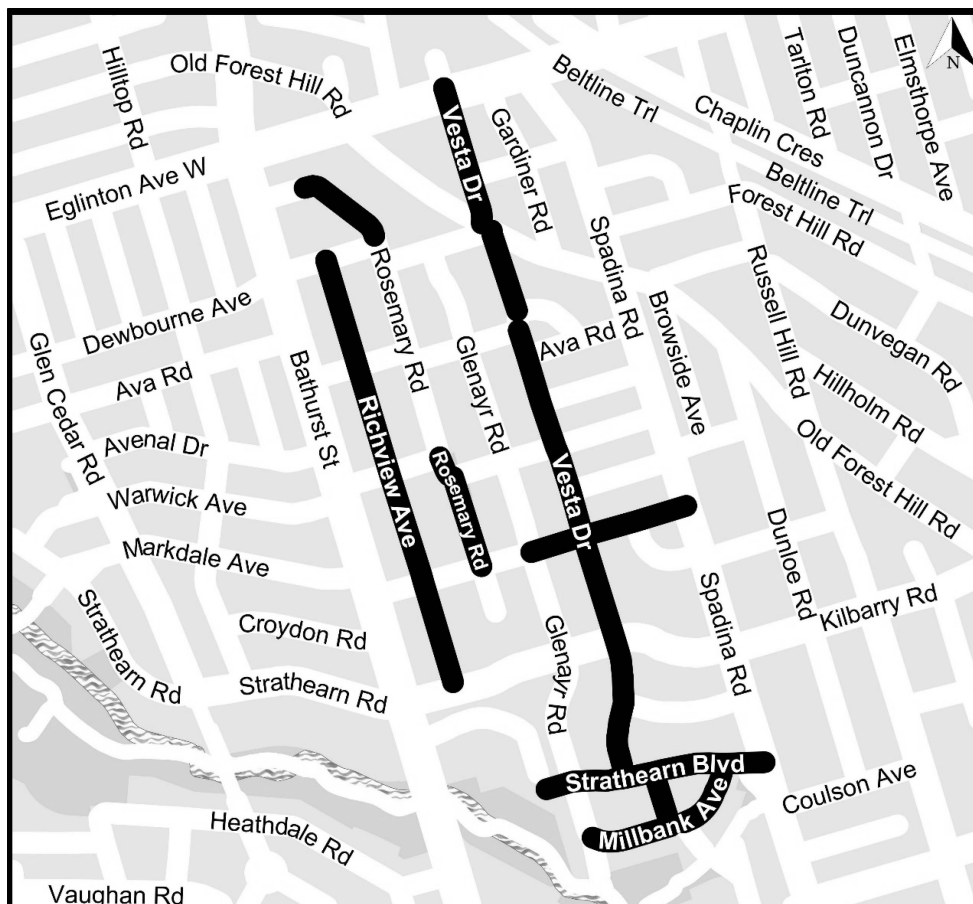 Hilltop Rd
Old Forest Hill Rd
Eglinton Ave W
Vesta Dr
Gardiner Rd
Beltline Trl
Chaplin Cres
Tarlton Rd
Duncannon Dr
Elmsthorpe Ave
N
Beltline Trl
Forest Hill Rd
Spadina Rd
Russell Hill Rd
Dunvegan Rd
Browside Ave
Hillholm Rd
Old Forest Hill Rd
Dewbourne Ave
Rosemary Rd
Glenayr Rd
Ava Rd
Glen Cedar Rd
Ava Rd
Bathurst St
Richview Ave
Avenal Dr
Warwick Ave
Rosemary Rd
Vesta Dr
Markdale Ave
Dunloe Rd
Kilbarry Rd
Strathearn Rd
Croydon Rd
Strathearn Rd
Glenayr Rd
Spadina Rd
Strathearn Blvd
Millbank Ave
Coulson Ave
Heathdale Rd
Vaughan Rd